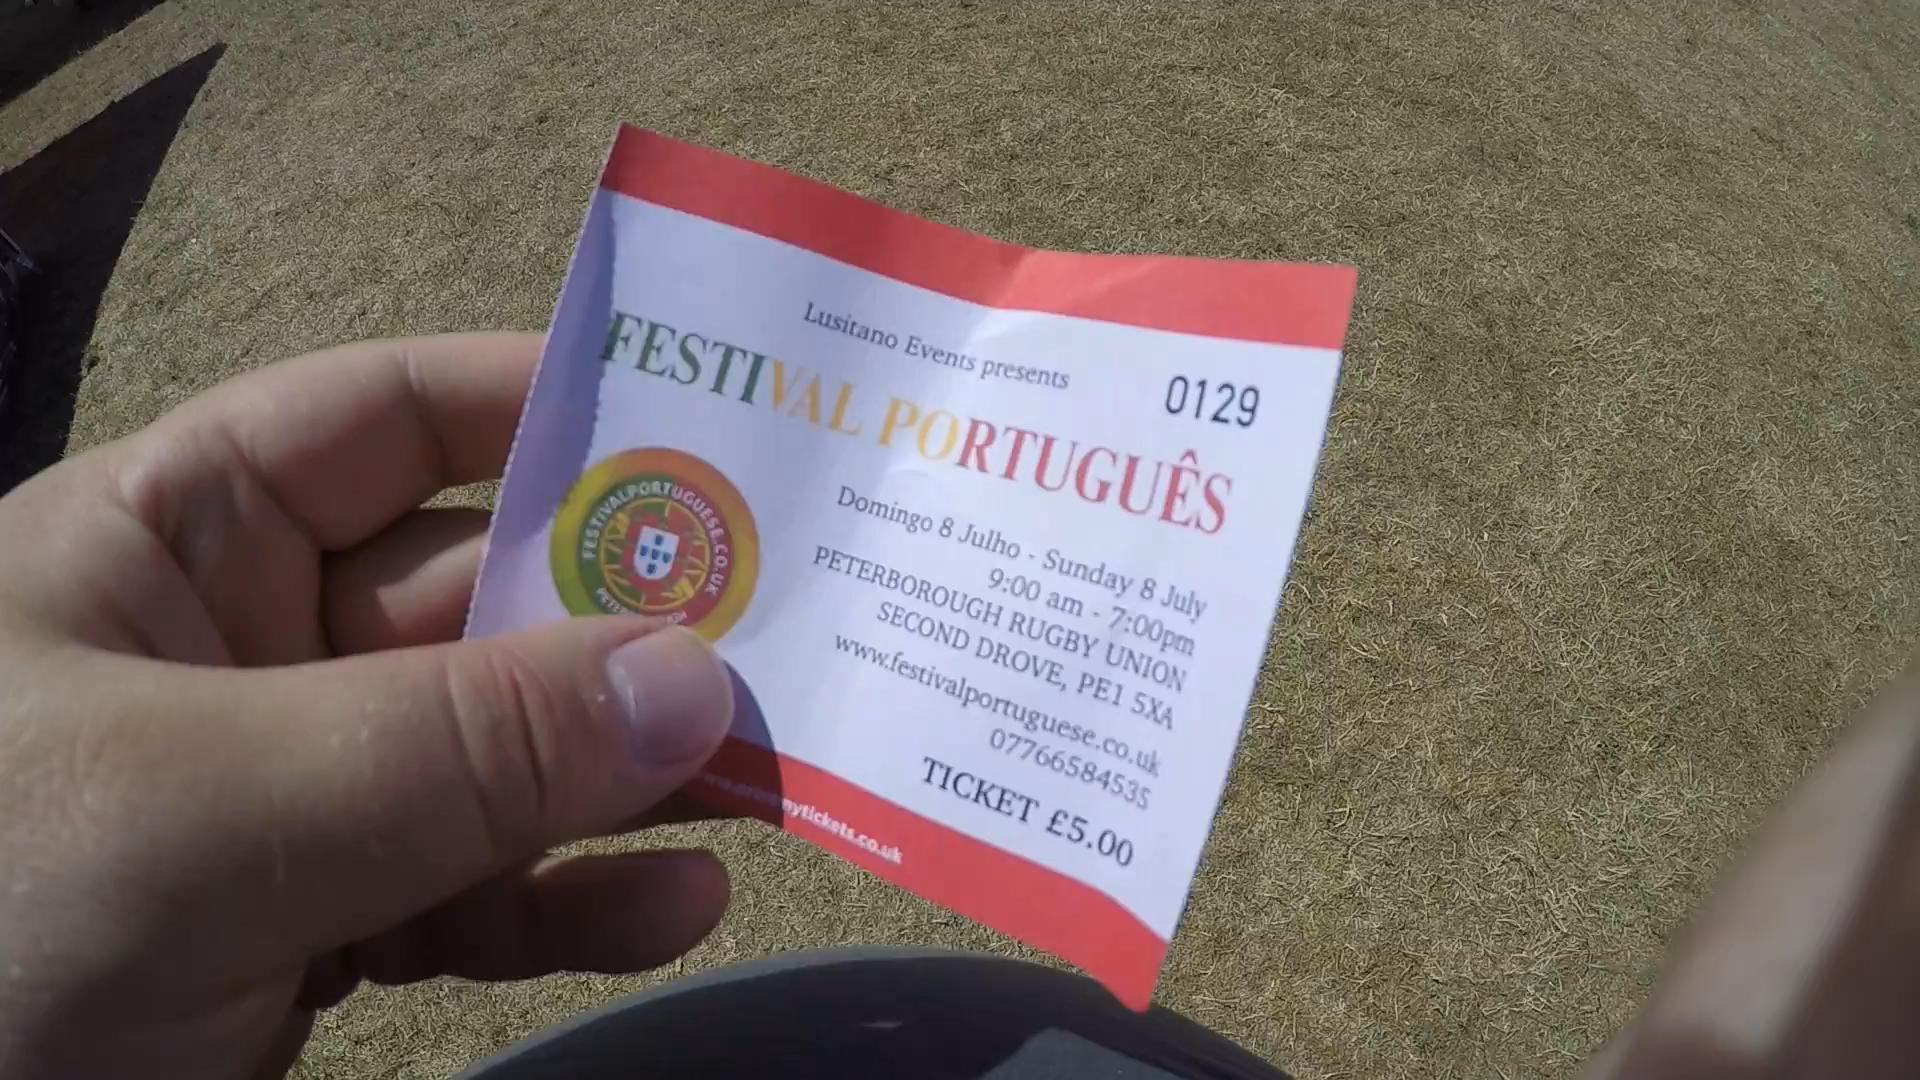 Lusitano Events presents
0129
FESTIVAL PORTUGUÊS
FESTIVALPORTUGUESE.CO.UK
Domingo 8 Julho - Sunday 8 July
9:00 am - 7:00pm
PETERBOROUGH RUGBY UNION
SECOND DROVE, PE1 5XA
www.festivalportuguese.co.uk
07766584535
TICKET £5.00
mytickets.co.uk